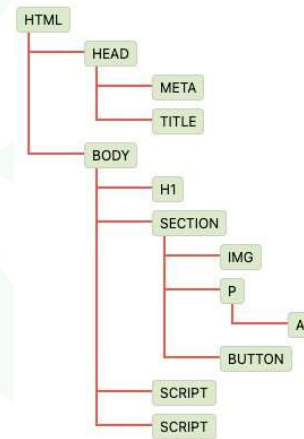 HTML
HEAD
META
TITLE
BODY
H1
SECTION
IMG
P
A
BUTTON
SCRIPT
SCRIPT